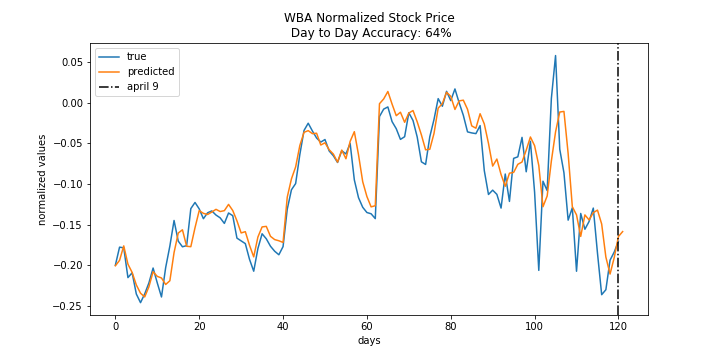 WBA Normalized Stock Price
Day to Day Accuracy: 64%
true
predicted
april 9
0.05
0.00
−0.05
−0.10
−0.15
−0.20
−0.25
normalized values
0 20 40 60 80 100 120
days